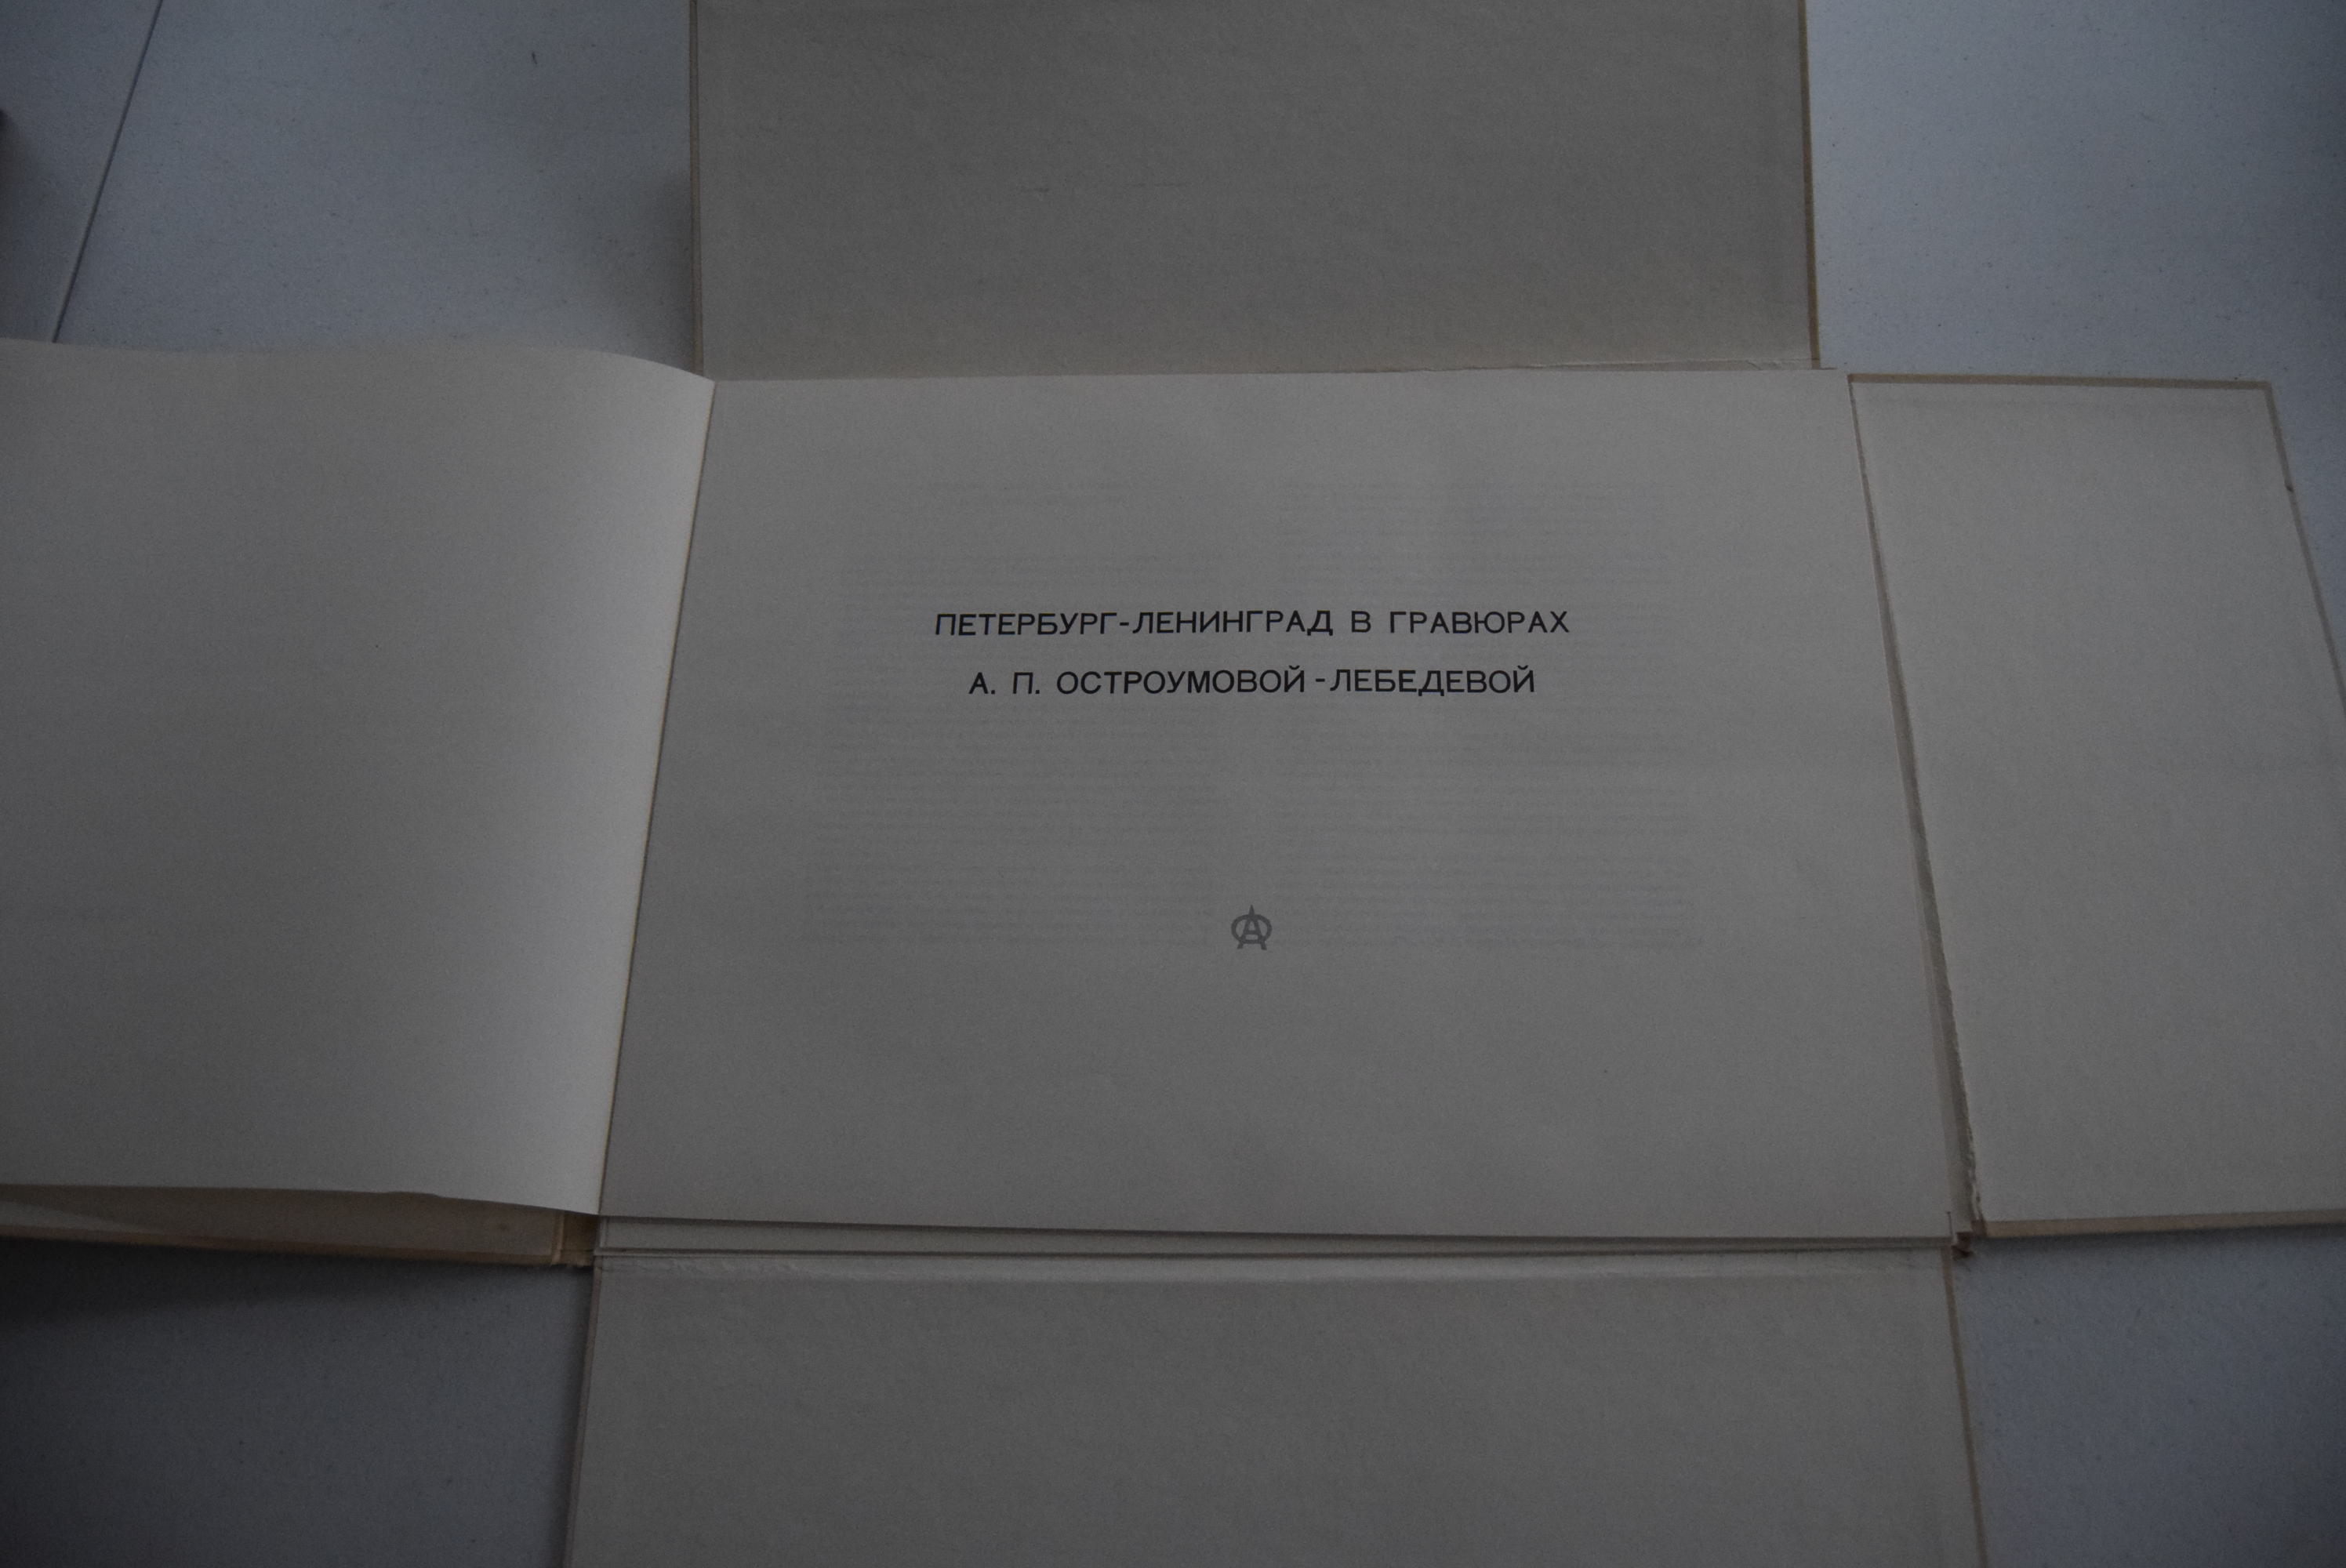 ПЕТЕРБУРГ-ЛЕНИНГРАД В ГРАВЮРАХ
А. П. ОСТРОУМОВОЙ-ЛЕБЕДЕВОЙ